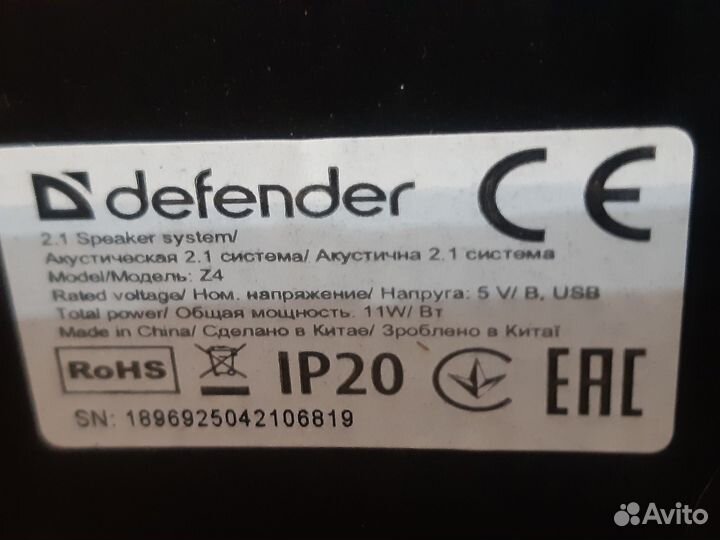 defender CE
2.1 Speaker system/
Акустическая 2.1 система/ Акустична 2.1 система
Model/Модель: Z4
Rated voltage/ Ном. напряжение/ Напруга: 5 V/ В, USB
Total power/ Общая мощность: 11W/ Вт
Made in China/ Сделано в Китае/ Зроблено в Китаї
RoHS IP20 EAC
SN: 1896925042106819
Avito